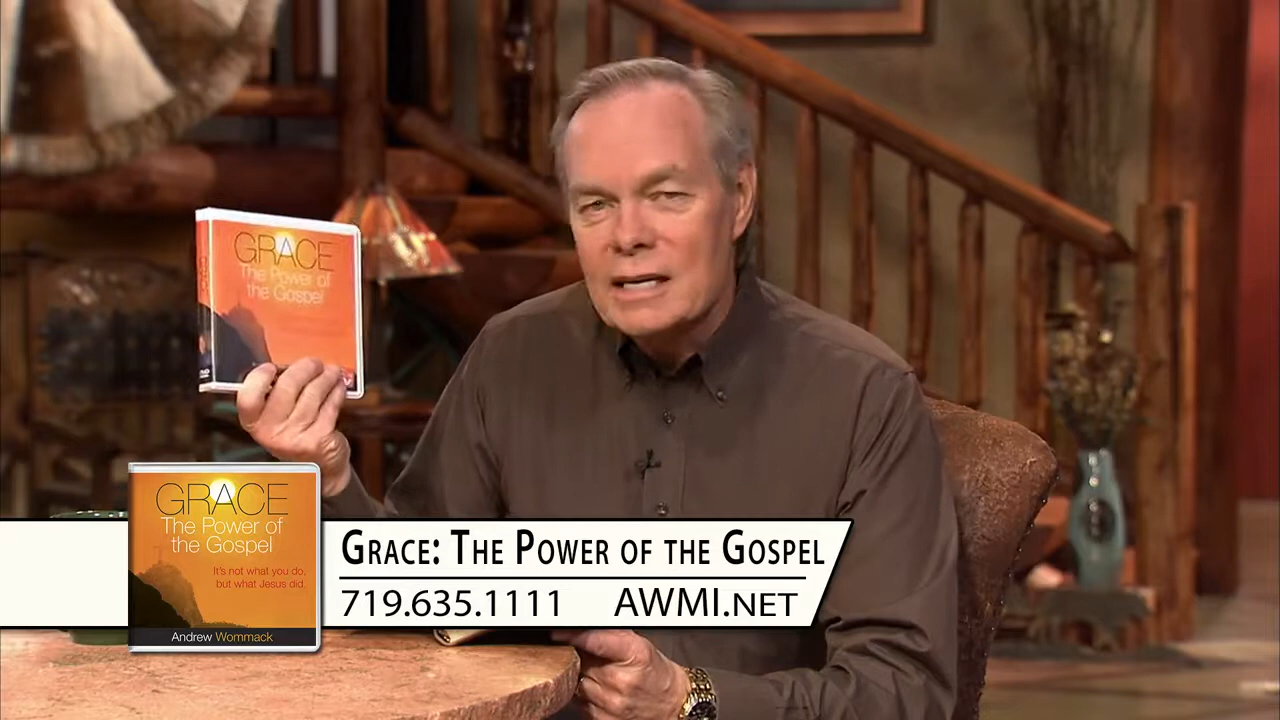 GRACE
The Power of
the Gospel
GRACE
The Power of
the Gospel
It's not what you do,
but what Jesus did.
Andrew Wommack
GRACE: THE POWER OF THE GOSPEL
719.635.1111 AWMI.NET